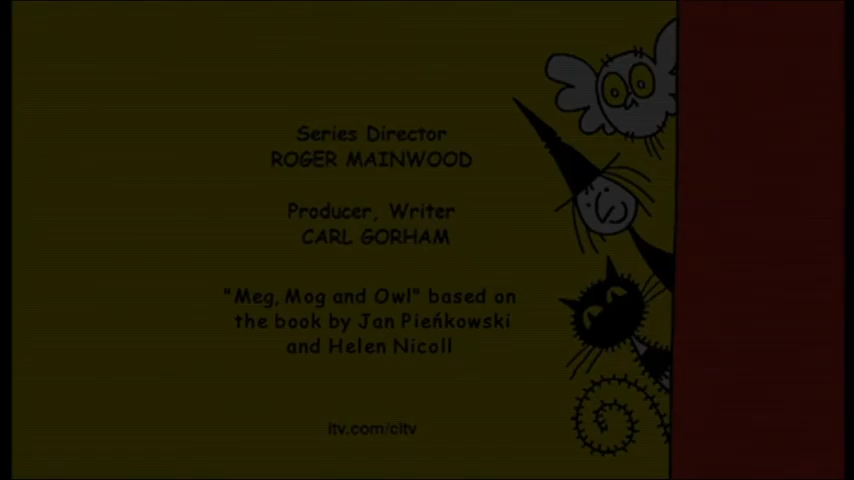 Series Director
ROGER MAINWOOD
Producer, Writer
CARL GORHAM
"Meg, Mog and Owl" based on
the book by Jan Pieńkowski
and Helen Nicoll
itv.com/citv